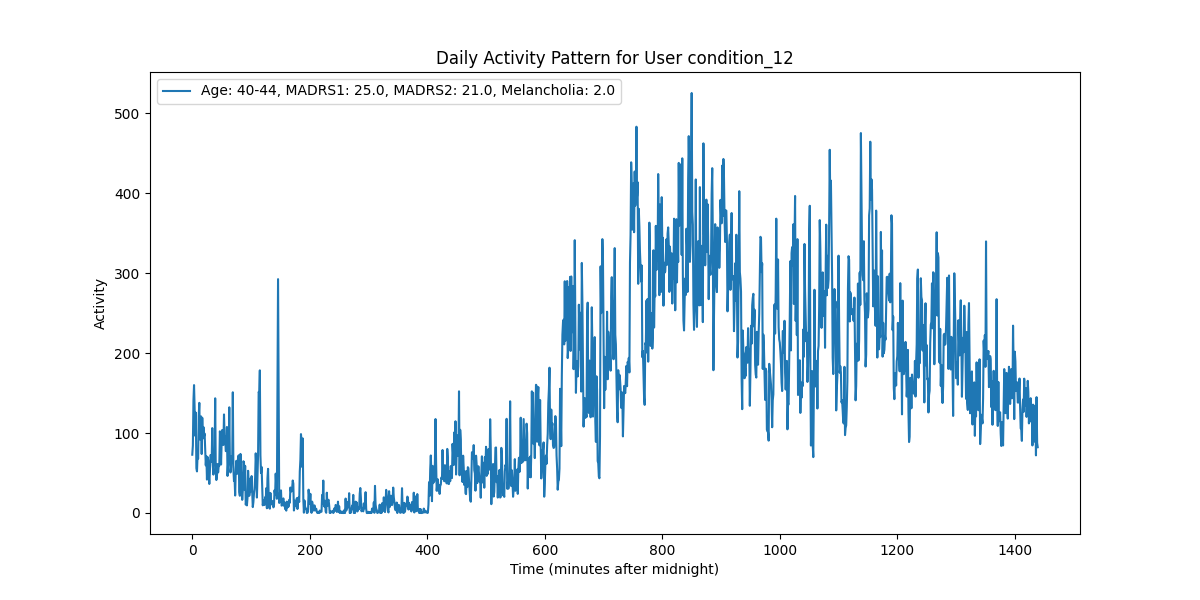 Daily Activity Pattern for User condition_12
Age: 40-44, MADRS1: 25.0, MADRS2: 21.0, Melancholia: 2.0
500
400
300
200
100
0
Activity
0 200 400 600 800 1000 1200 1400
Time (minutes after midnight)